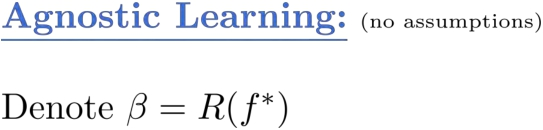 Agnostic Learning: (no assumptions)
Denote β = R(f*)